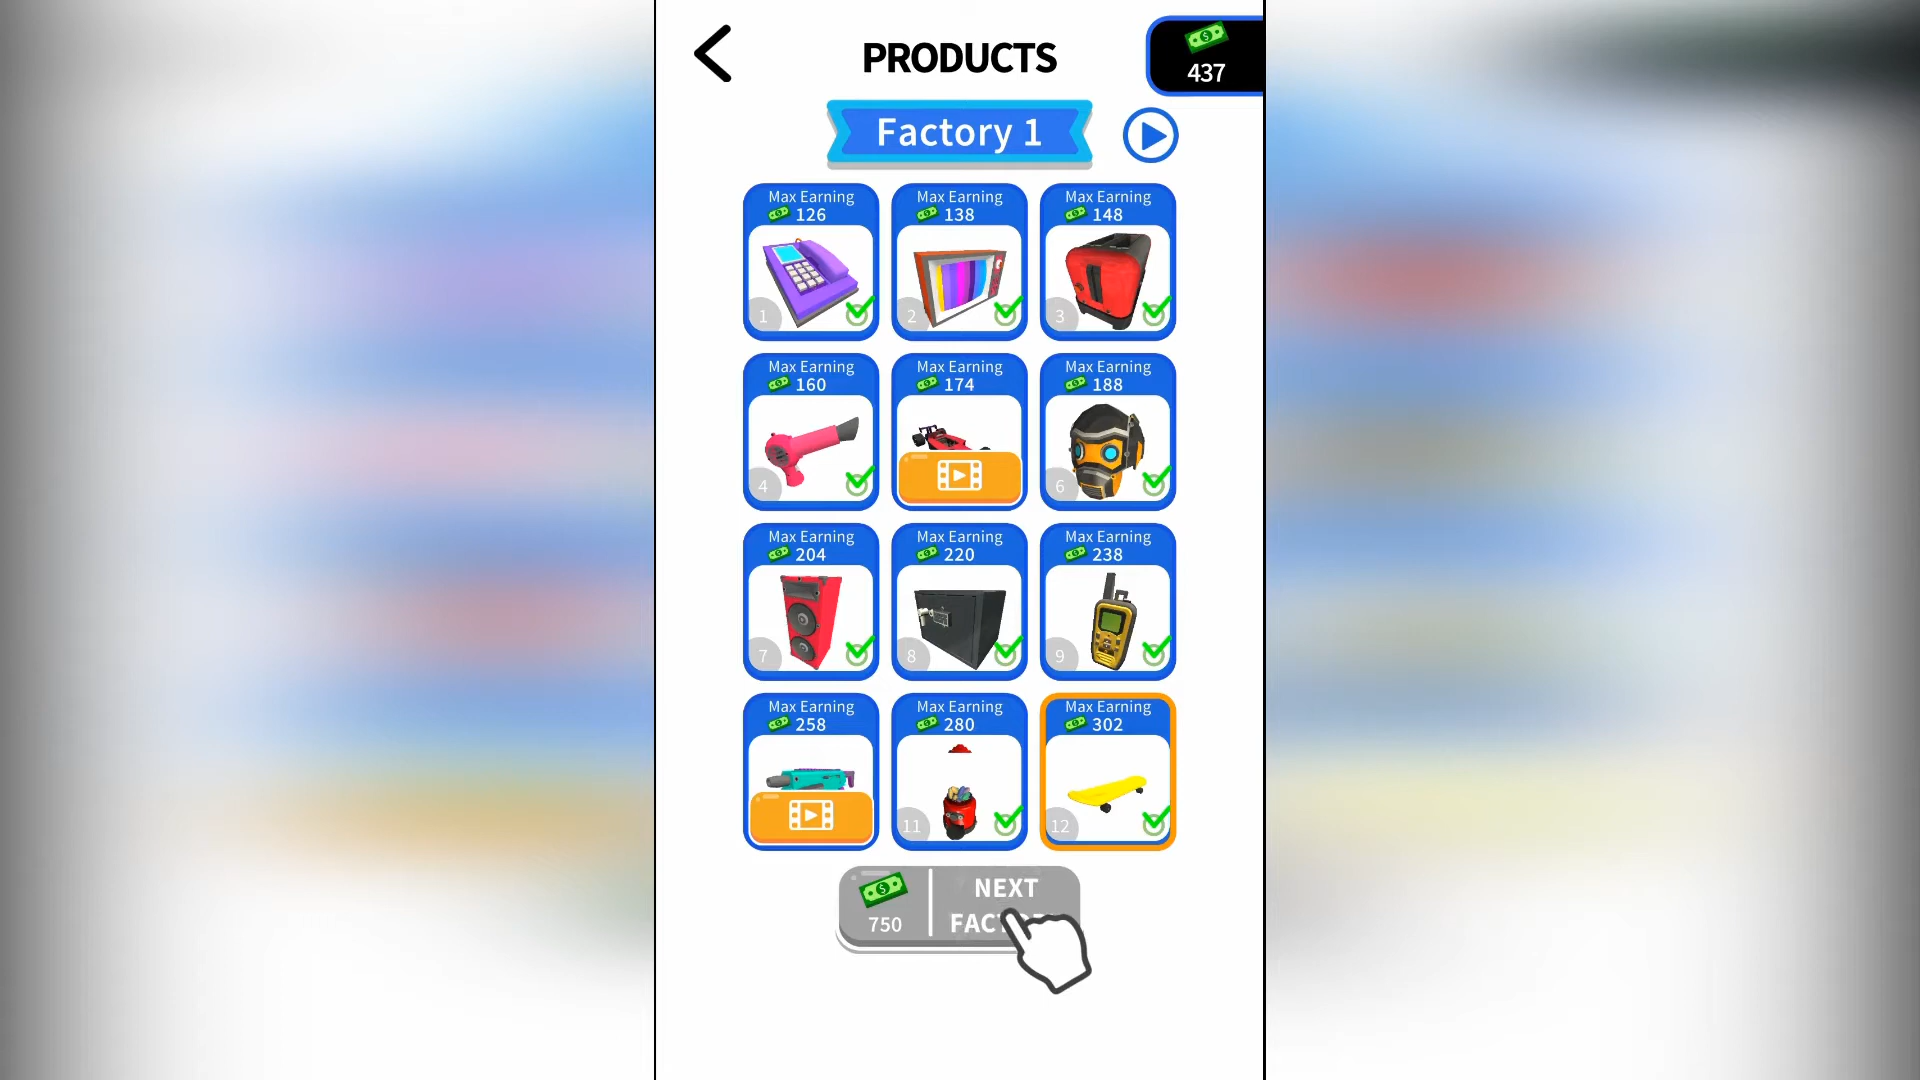 PRODUCTS
437
Factory 1
Max Earning
126
1
Max Earning
138
2
Max Earning
148
3
Max Earning
160
4
Max Earning
174
Max Earning
188
6
Max Earning
204
7
Max Earning
220
8
Max Earning
238
9
Max Earning
258
Max Earning
280
11
Max Earning
302
12
750
NEXT